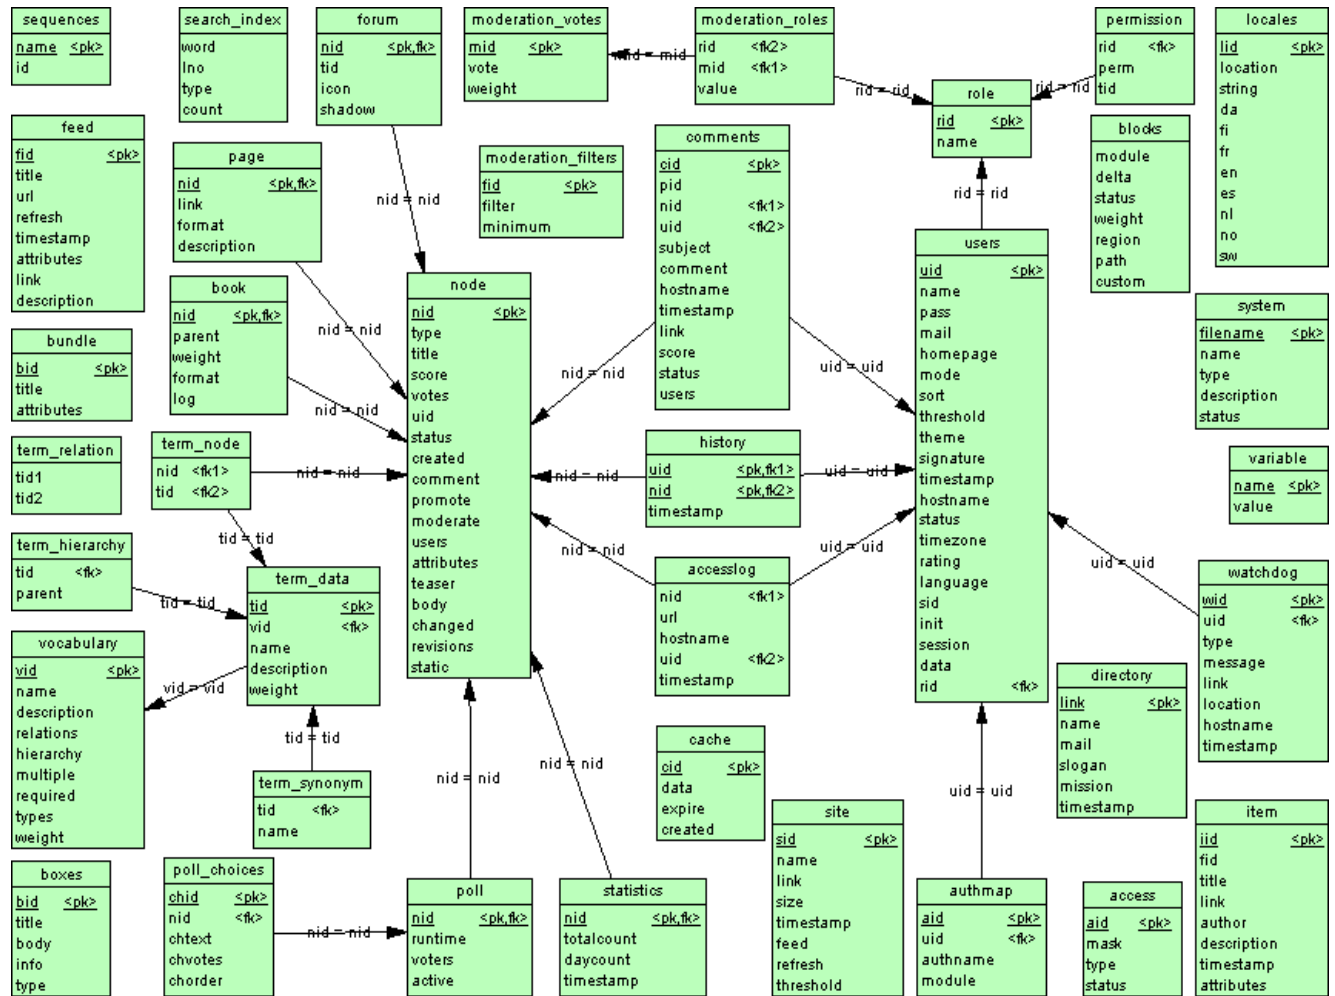 sequences
name <pk>
id
search_index
word
lno
type
count
forum
nid <pk,fk>
tid
icon
shadow
moderation_votes
mid <pk>
vote
weight
mid = mid
moderation_roles
rid <fk2>
mid <fk1>
value
rid = rid
role
rid <pk>
name
rid = rid
permission
rid <fk>
perm
tid
locales
lid <pk>
location
string
da
fi
fr
en
es
nl
no
sw
feed
fid <pk>
title
url
refresh
timestamp
attributes
link
description
page
nid <pk,fk>
link
format
description
nid = nid
nid = nid
moderation_filters
fid <pk>
filter
minimum
comments
cid <pk>
pid
nid <fk1>
uid <fk2>
subject
comment
hostname
timestamp
link
score
status
users
nid = nid
uid = uid
rid = rid
blocks
module
delta
status
weight
region
path
custom
book
nid <pk,fk>
parent
weight
format
log
nid = nid
node
nid <pk>
type
title
score
votes
uid
status
created
comment
promote
moderate
users
attributes
teaser
body
changed
revisions
static
users
uid <pk>
name
pass
mail
homepage
mode
sort
threshold
theme
signature
timestamp
hostname
status
timezone
rating
language
sid
init
session
data
rid <fk>
system
filename <pk>
name
type
description
status
bundle
bid <pk>
title
attributes
term_relation
tid1
tid2
term_node
nid <fk1>
tid <fk2>
nid = nid
tid = tid
history
uid <pk,fk1>
nid <pk,fk2>
timestamp
nid = nid
uid = uid
variable
name <pk>
value
term_hierarchy
tid <fk>
parent
tid = tid
term_data
tid <pk>
vid <fk>
name
description
weight
vid = vid
tid = tid
accesslog
nid <fk1>
url
hostname
uid <fk2>
timestamp
nid = nid
uid = uid
watchdog
wid <pk>
uid <fk>
type
message
link
location
hostname
timestamp
uid = uid
vocabulary
vid <pk>
name
description
relations
hierarchy
multiple
required
types
weight
term_synonym
tid <fk>
name
nid = nid
nid = nid
cache
cid <pk>
data
expire
created
directory
link <pk>
name
mail
slogan
mission
timestamp
uid = uid
boxes
bid <pk>
title
body
info
type
poll_choices
chid <pk>
nid <fk>
chtext
chvotes
chorder
nid = nid
poll
nid <pk,fk>
runtime
voters
active
statistics
nid <pk,fk>
totalcount
daycount
timestamp
site
sid <pk>
name
link
size
timestamp
feed
refresh
threshold
authmap
aid <pk>
uid <fk>
authname
module
access
aid <pk>
mask
type
status
item
iid <pk>
fid
title
link
author
description
timestamp
attributes